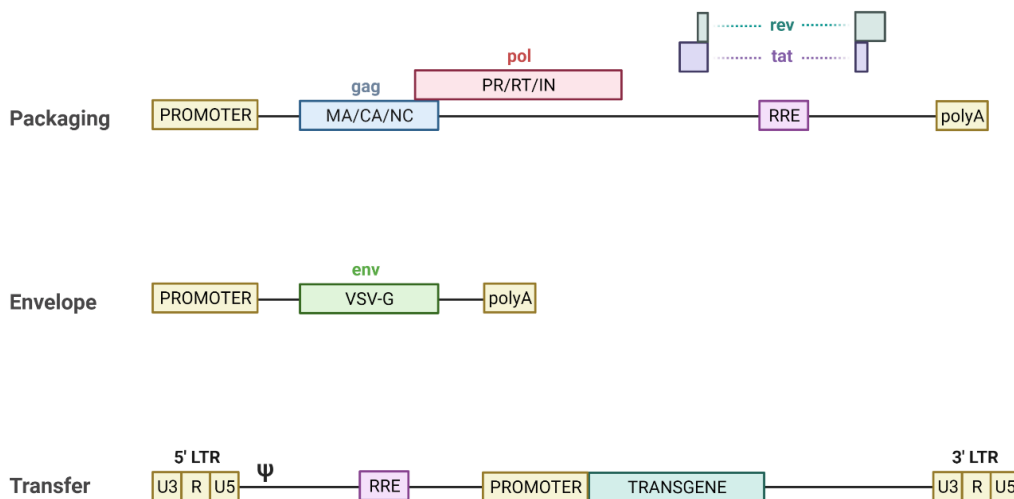 rev
pol
tat
gag
PR/RT/IN
Packaging PROMOTER MA/CA/NC RRE polyA
env
Envelope PROMOTER VSV-G polyA
5' LTR 3' LTR
Ψ
Transfer U3 R U5 RRE PROMOTER TRANSGENE U3 R U5